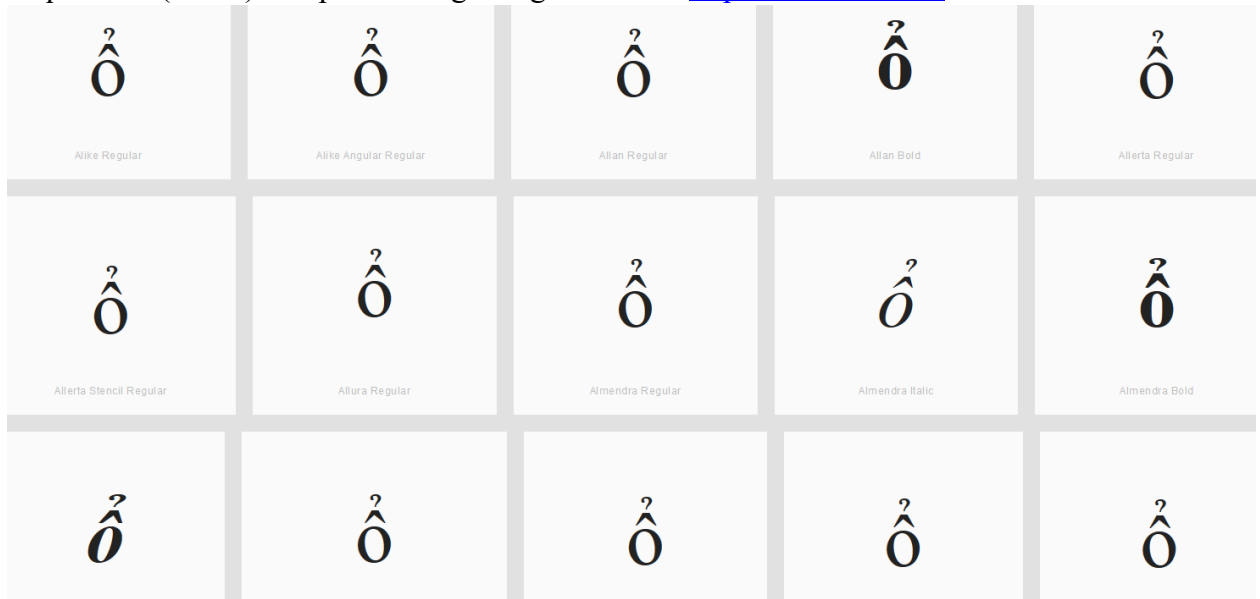 Ổ Ổ Ổ Ổ Ổ
Alike Regular Alike Angular Regular Allan Regular Allan Bold Allerta Regular
Ổ Ổ Ổ Ổ Ổ
Allerta Stencil Regular Allura Regular Almendra Regular Almendra Italic Almendra Bold
Ổ Ổ Ổ Ổ Ổ